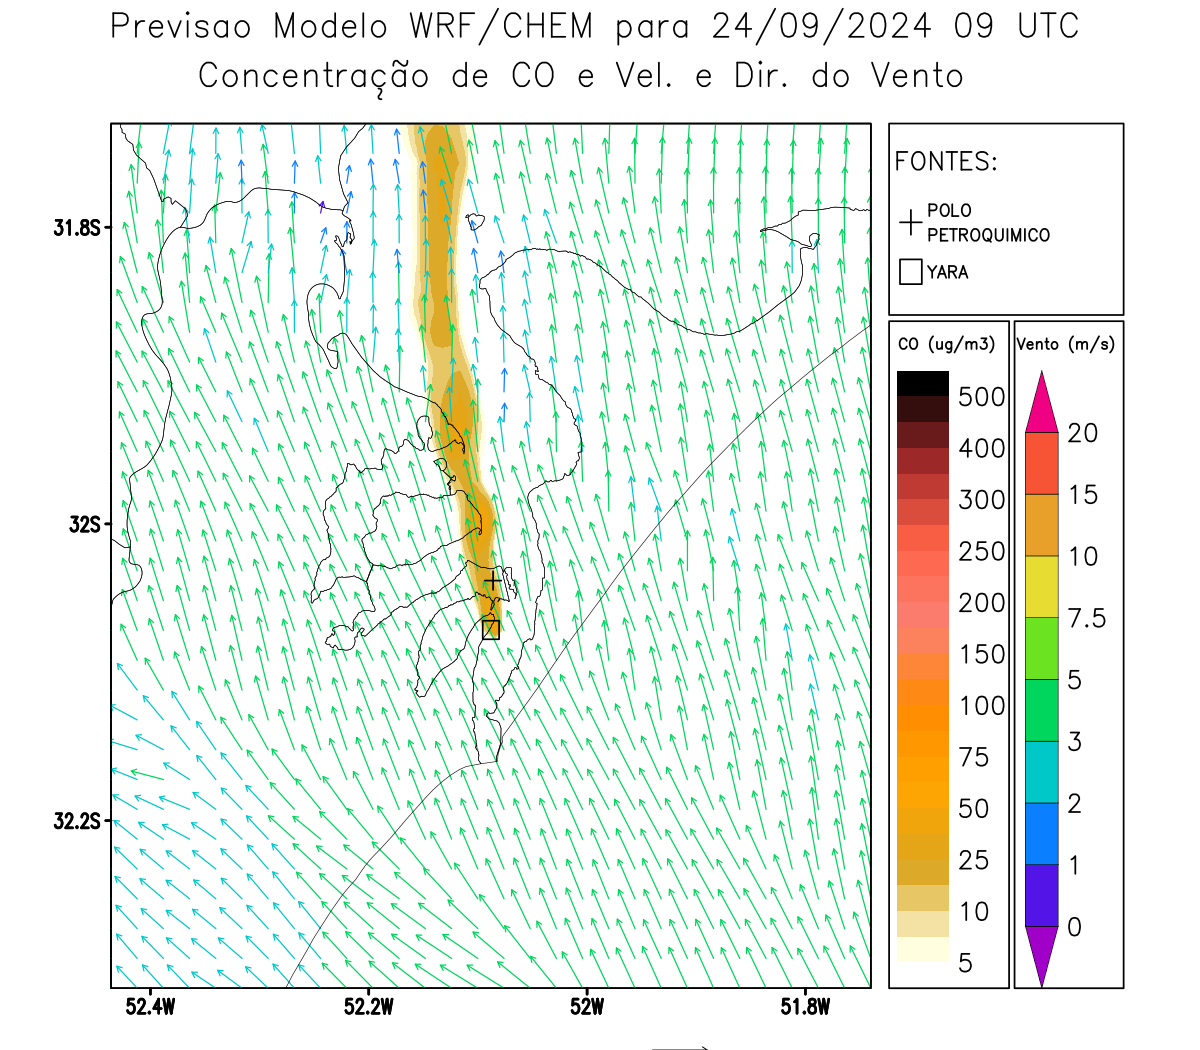 Previsao Modelo WRF/CHEM para 24/09/2024 09 UTC
Concentração de CO e Vel. e Dir. do Vento
FONTES:
POLO
PETROQUIMICO
YARA
CO (ug/m3)
500
400
300
250
200
150
100
75
50
25
10
5
Vento (m/s)
20
15
10
7.5
5
3
2
1
0
31.8S
32S
32.2S
52.4W
52.2W
52W
51.8W